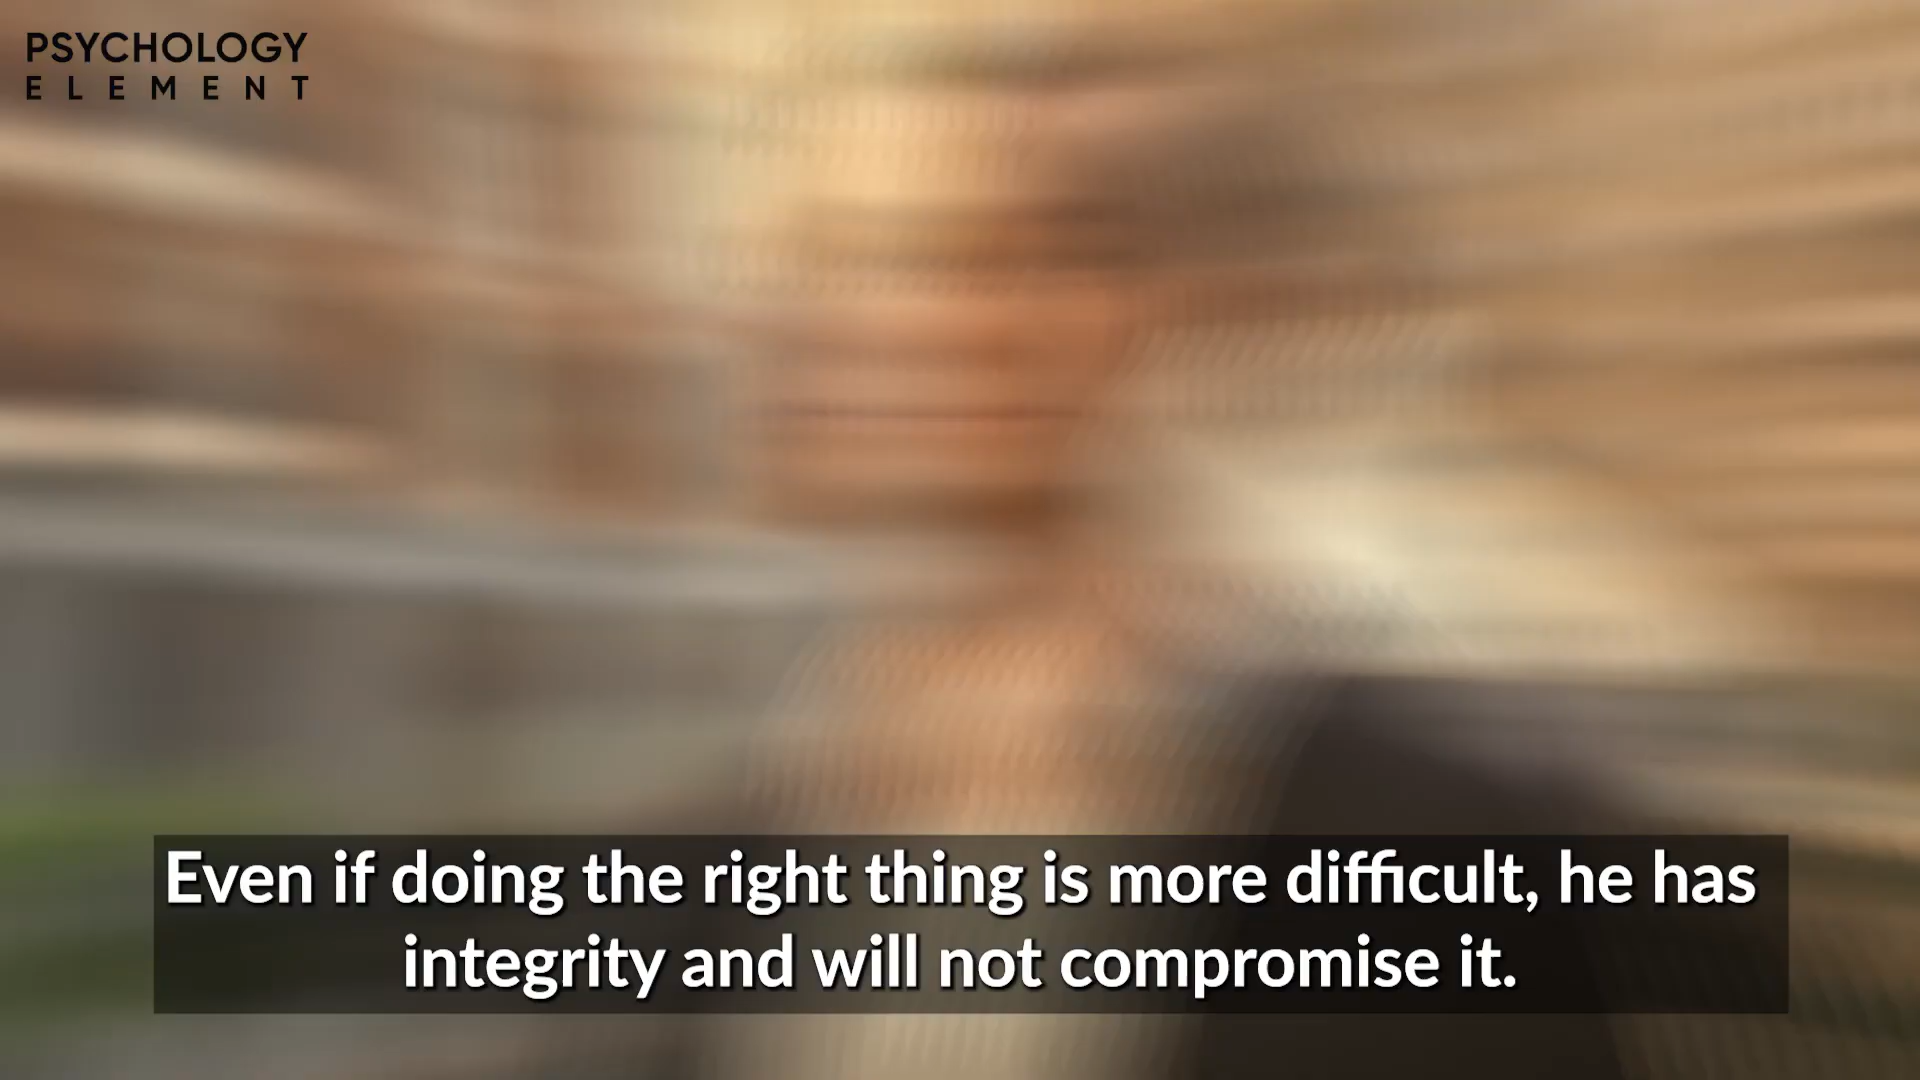 PSYCHOLOGY
ELEMENT
Even if doing the right thing is more difficult, he has
integrity and will not compromise it.